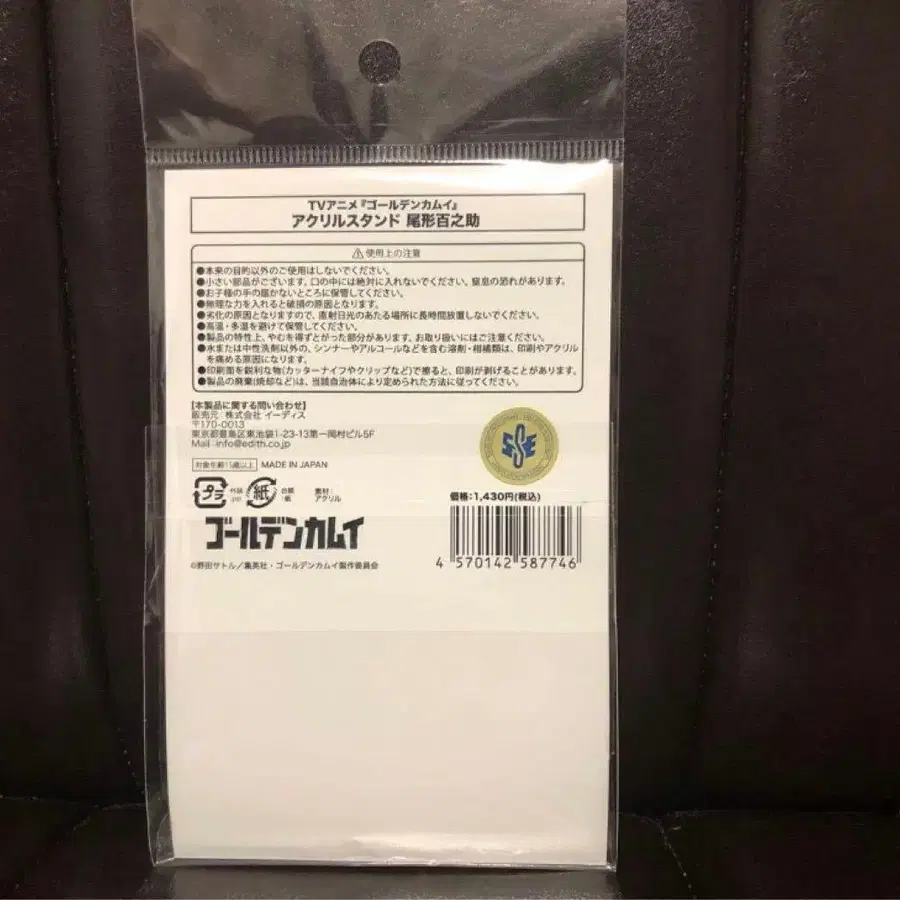 TVアニメ『ゴールデンカムイ』
アクリルスタンド 尾形百之助
⚠使用上の注意
●本来の目的以外のご使用はしないでください。
●小さい部品がございます。口の中には絶対に入れないでください。窒息の恐れがあります。
●お子様の手の届かないところに保管してください。
●無理な力を入れると破損の原因となります。
●劣化の原因となりますので、直射日光のあたる場所に長時間放置しないでください。
●高温・多湿を避けて保管してください。
●製品の特性上、やむを得ずとがった部分があります。お取り扱いにはご注意ください。
●水または中性洗剤以外の、シンナーやアルコールなどを含む溶剤・柑橘類は、印刷やアクリル
を痛める原因になります。
●印刷面を鋭利な物(カッターナイフやクリップなど)で擦ると、印刷が剥げることがあります。
●製品の廃棄(焼却など)は、当該自治体により定められた方法に従ってください。
【本製品に関する問い合わせ】
販売元:株式会社 イーディス
〒170-0013
東京都豊島区東池袋1-23-13第一岡村ビル5F
Mail:info@edith.co.jp
対象年齢15歳以上 MADE IN JAPAN
プラ 外装 :pp 紙 台紙 :紙 素材: アクリル
SSE
価格:1,430円(税込)
ゴールデンカムイ
4 570142 587746
©野田サトル/集英社・ゴールデンカムイ製作委員会